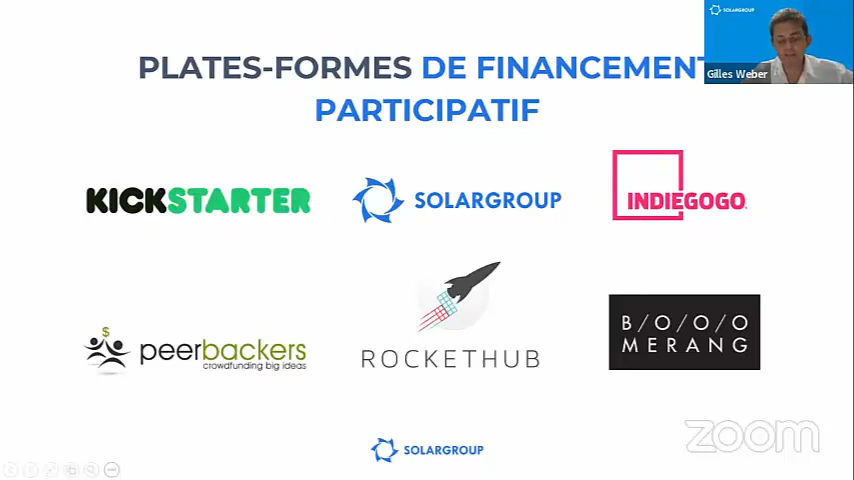 SOLARGROUP
Gilles Weber
PLATES-FORMES DE FINANCEMENT
PARTICIPATIF
KICKSTARTER
SOLARGROUP
INDIEGOGO
$
peerbackers
crowdfunding big ideas
ROCKETHUB
B/O/O/O
MERANG
zoom
SOLARGROUP